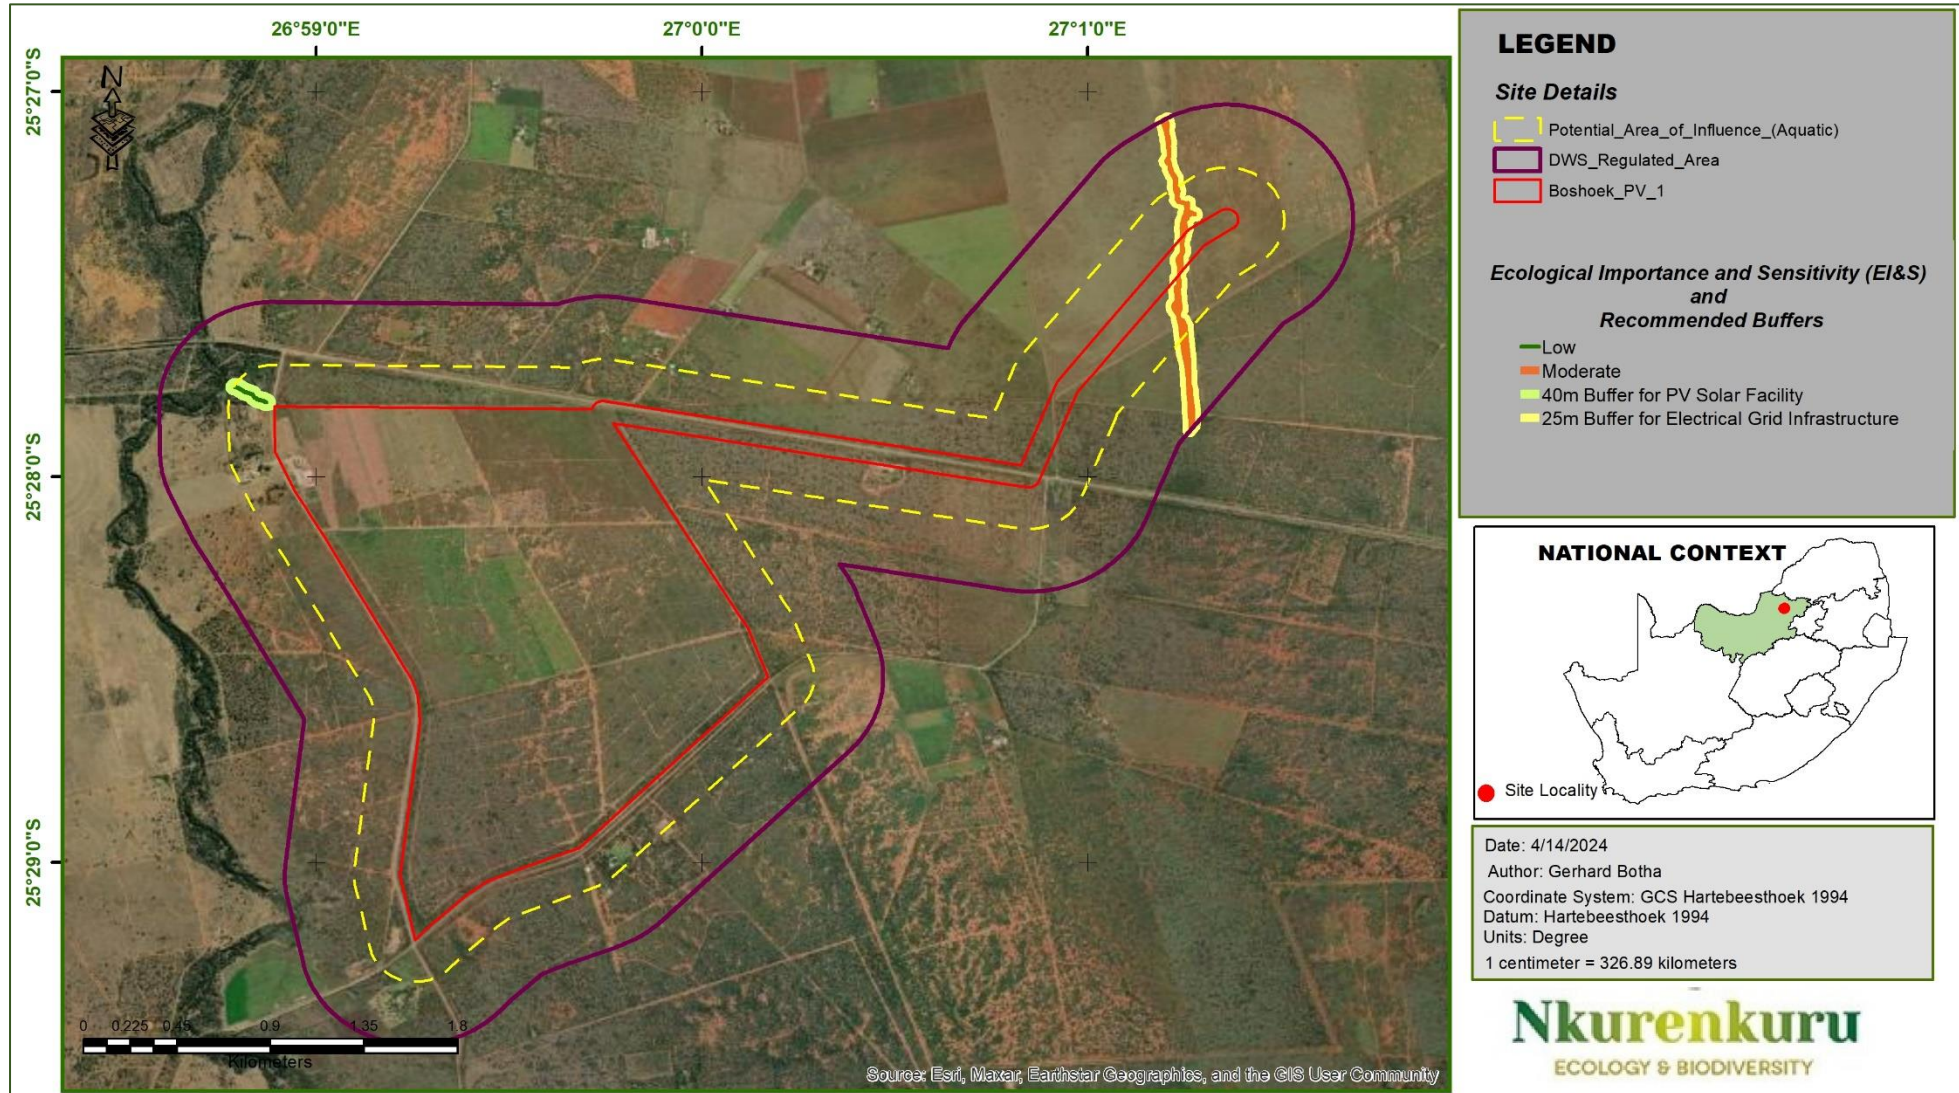 26°59'0"E
27°0'0"E
27°1'0"E
25°27'0"S
25°28'0"S
25°29'0"S
N
0 0.225 0.45 0.9 1.35 1.8
Kilometers
Source: Esri, Maxar, Earthstar Geographics, and the GIS User Community
LEGEND
Site Details
Potential_Area_of_Influence_(Aquatic)
DWS_Regulated_Area
Boshoek_PV_1
Ecological Importance and Sensitivity (EI&S)
and
Recommended Buffers
Low
Moderate
40m Buffer for PV Solar Facility
25m Buffer for Electrical Grid Infrastructure
NATIONAL CONTEXT
Site Locality
Date: 4/14/2024
Author: Gerhard Botha
Coordinate System: GCS Hartebeesthoek 1994
Datum: Hartebeesthoek 1994
Units: Degree
1 centimeter = 326.89 kilometers
Nkurenkuru
ECOLOGY & BIODIVERSITY